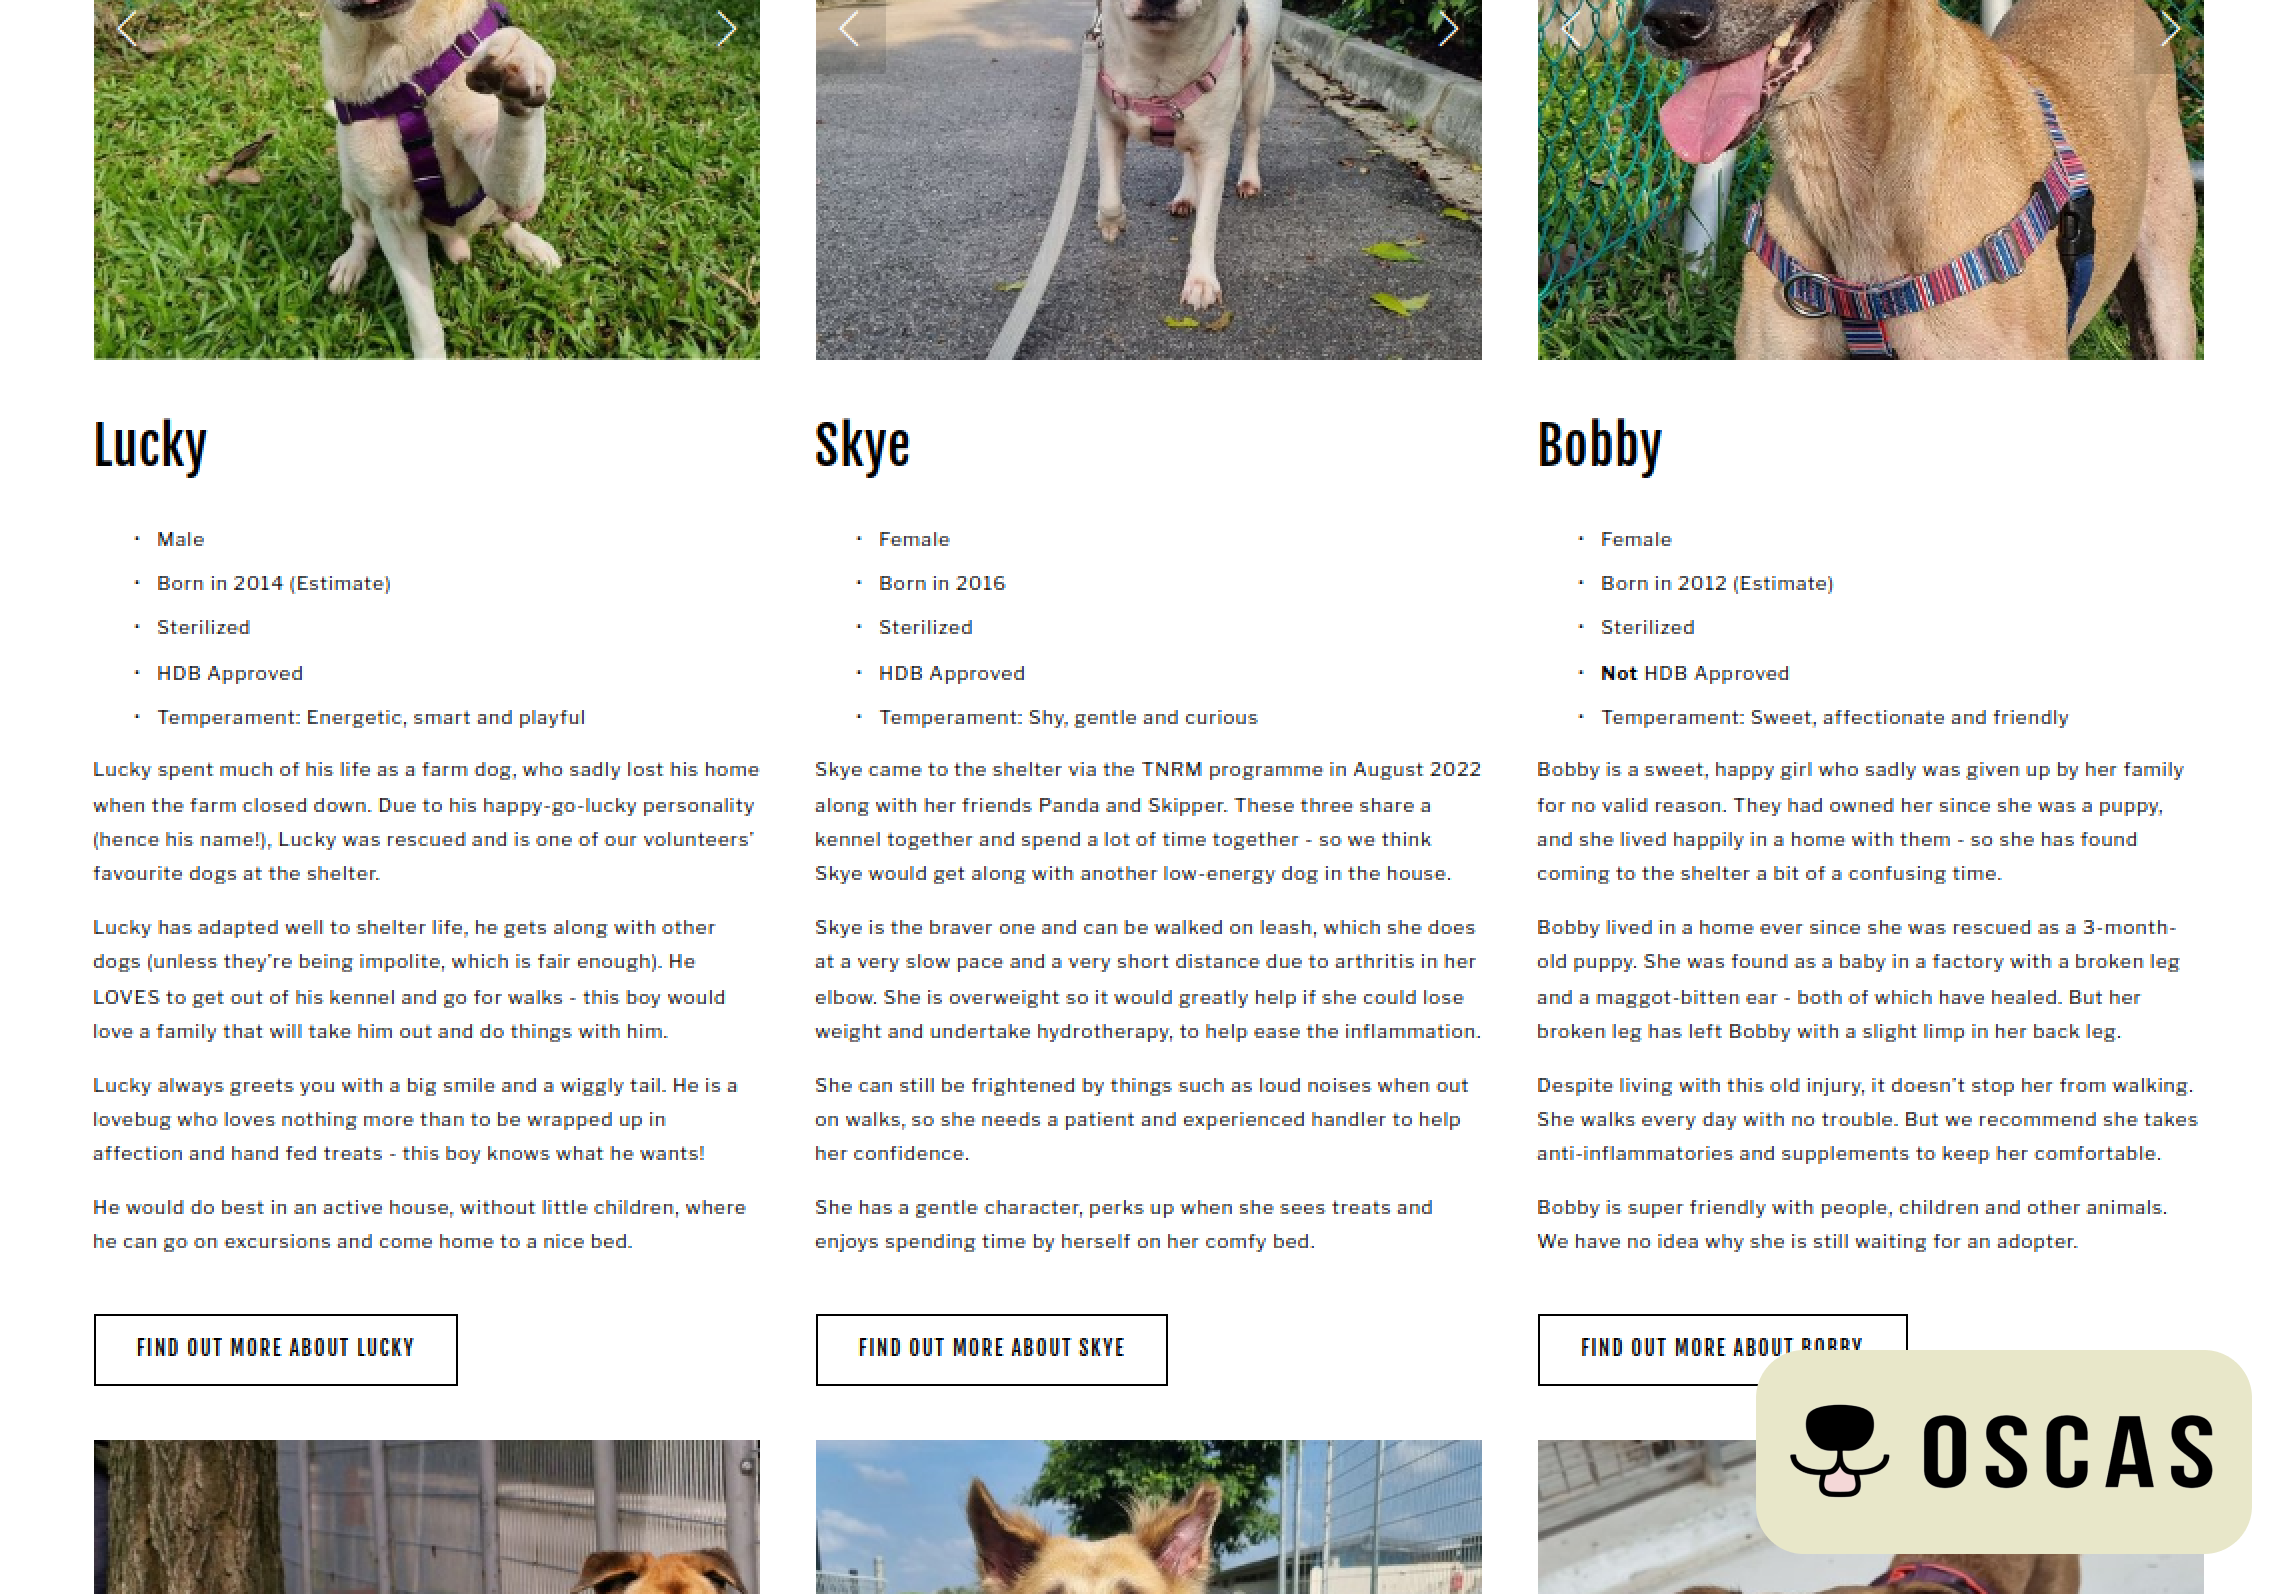 Lucky
• Male
• Born in 2014 (Estimate)
• Sterilized
• HDB Approved
• Temperament: Energetic, smart and playful
Lucky spent much of his life as a farm dog, who sadly lost his home
when the farm closed down. Due to his happy-go-lucky personality
(hence his name!), Lucky was rescued and is one of our volunteers'
favourite dogs at the shelter.
Lucky has adapted well to shelter life, he gets along with other
dogs (unless they're being impolite, which is fair enough). He
LOVES to get out of his kennel and go for walks - this boy would
love a family that will take him out and do things with him.
Lucky always greets you with a big smile and a wiggly tail. He is a
lovebug who loves nothing more than to be wrapped up in
affection and hand fed treats - this boy knows what he wants!
He would do best in an active house, without little children, where
he can go on excursions and come home to a nice bed.
FIND OUT MORE ABOUT LUCKY
Skye
• Female
• Born in 2016
• Sterilized
• HDB Approved
• Temperament: Shy, gentle and curious
Skye came to the shelter via the TNRM programme in August 2022
along with her friends Panda and Skipper. These three share a
kennel together and spend a lot of time together - so we think
Skye would get along with another low-energy dog in the house.
Skye is the braver one and can be walked on leash, which she does
at a very slow pace and a very short distance due to arthritis in her
elbow. She is overweight so it would greatly help if she could lose
weight and undertake hydrotherapy, to help ease the inflammation.
She can still be frightened by things such as loud noises when out
on walks, so she needs a patient and experienced handler to help
her confidence.
She has a gentle character, perks up when she sees treats and
enjoys spending time by herself on her comfy bed.
FIND OUT MORE ABOUT SKYE
Bobby
• Female
• Born in 2012 (Estimate)
• Sterilized
• Not HDB Approved
• Temperament: Sweet, affectionate and friendly
Bobby is a sweet, happy girl who sadly was given up by her family
for no valid reason. They had owned her since she was a puppy,
and she lived happily in a home with them - so she has found
coming to the shelter a bit of a confusing time.
Bobby lived in a home ever since she was rescued as a 3-month-
old puppy. She was found as a baby in a factory with a broken leg
and a maggot-bitten ear - both of which have healed. But her
broken leg has left Bobby with a slight limp in her back leg.
Despite living with this old injury, it doesn't stop her from walking.
She walks every day with no trouble. But we recommend she takes
anti-inflammatories and supplements to keep her comfortable.
Bobby is super friendly with people, children and other animals.
We have no idea why she is still waiting for an adopter.
FIND OUT MORE ABOUT BOBBY
OSCAS